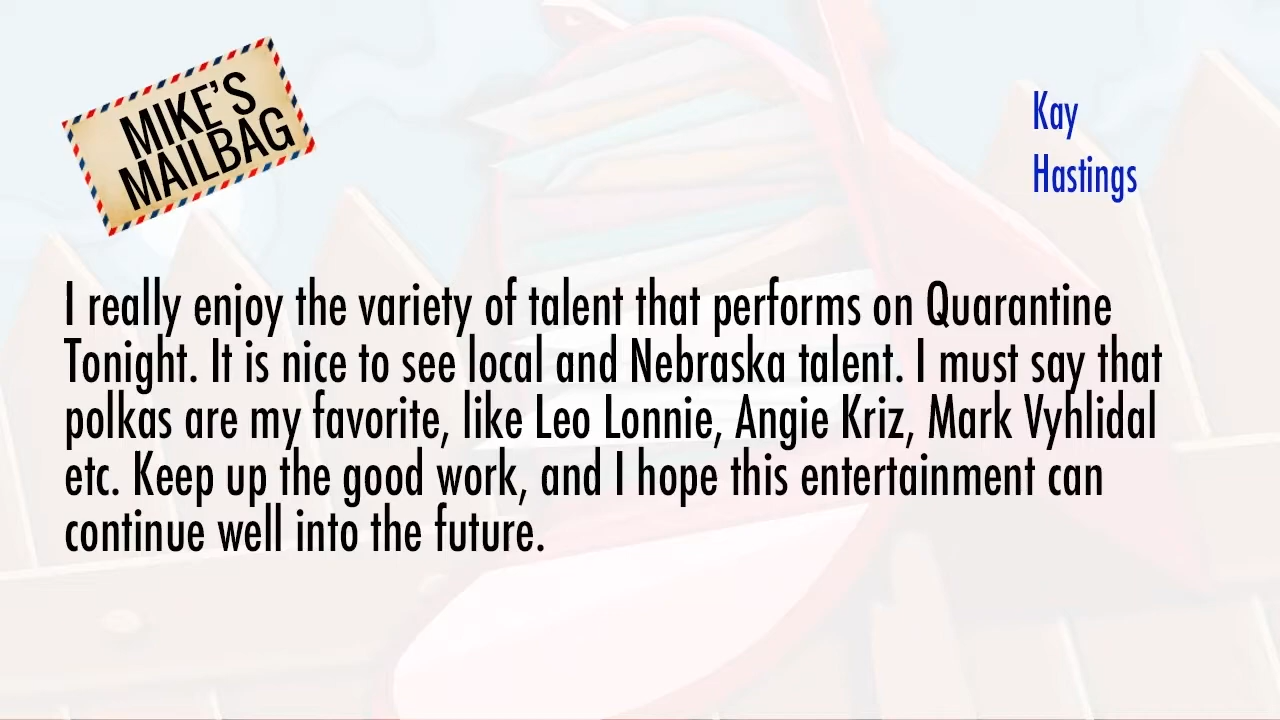 MIKE'S
MAILBAG
Kay
Hastings
I really enjoy the variety of talent that performs on Quarantine
Tonight. It is nice to see local and Nebraska talent. I must say that
polkas are my favorite, like Leo Lonnie, Angie Kriz, Mark Vyhlidal
etc. Keep up the good work, and I hope this entertainment can
continue well into the future.